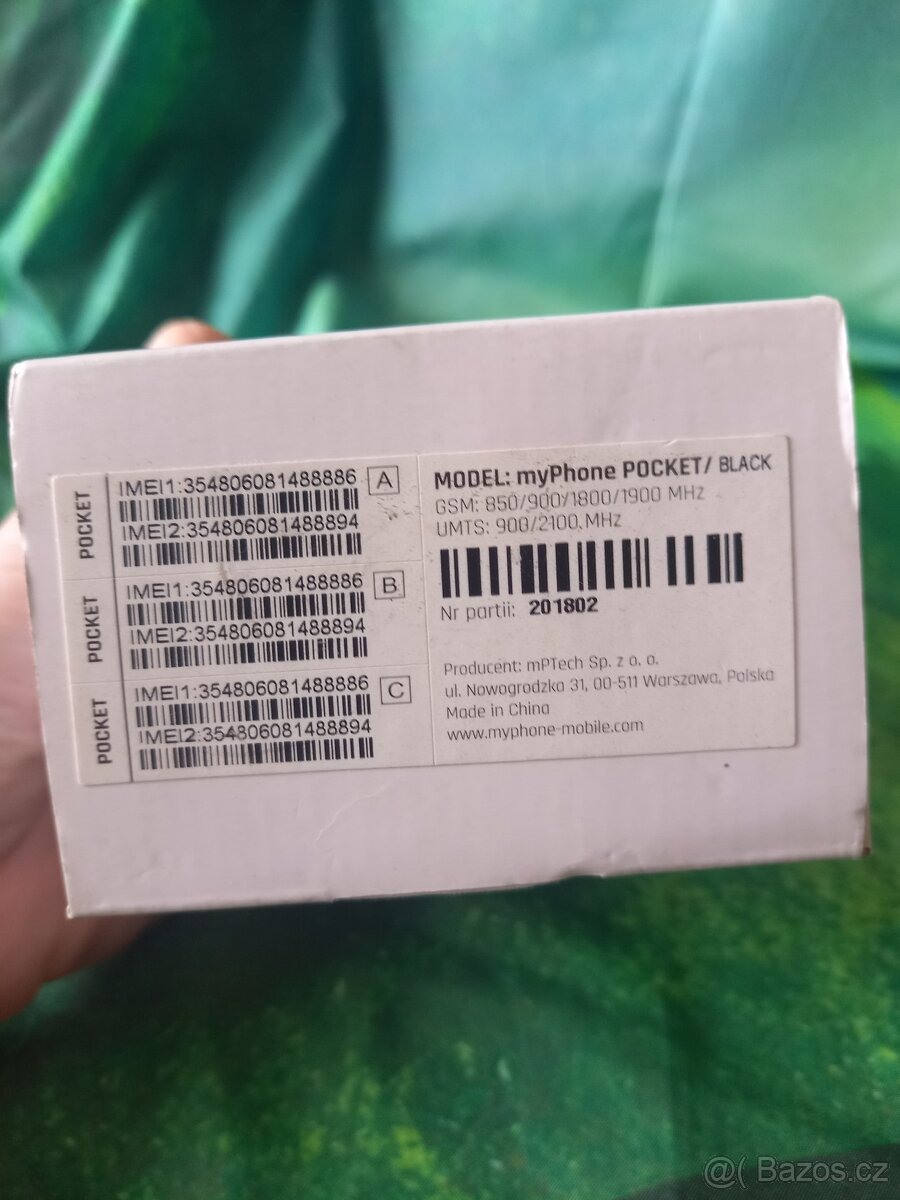 POCKET
IMEI1:354806081488886 A
IMEI2:354806081488894
POCKET
IMEI1:354806081488886 B
IMEI2:354806081488894
POCKET
IMEI1:354806081488886 C
IMEI2:354806081488894
MODEL: myPhone POCKET/ BLACK
GSM: 850/900/1800/1900 MHz
UMTS: 900/2100 MHz
Nr partii: 201802
Producent: mPTech Sp. z o. o.
ul. Nowogrodzka 31, 00-511 Warszawa, Polska
Made in China
www.myphone-mobile.com
@( Bazos.cz